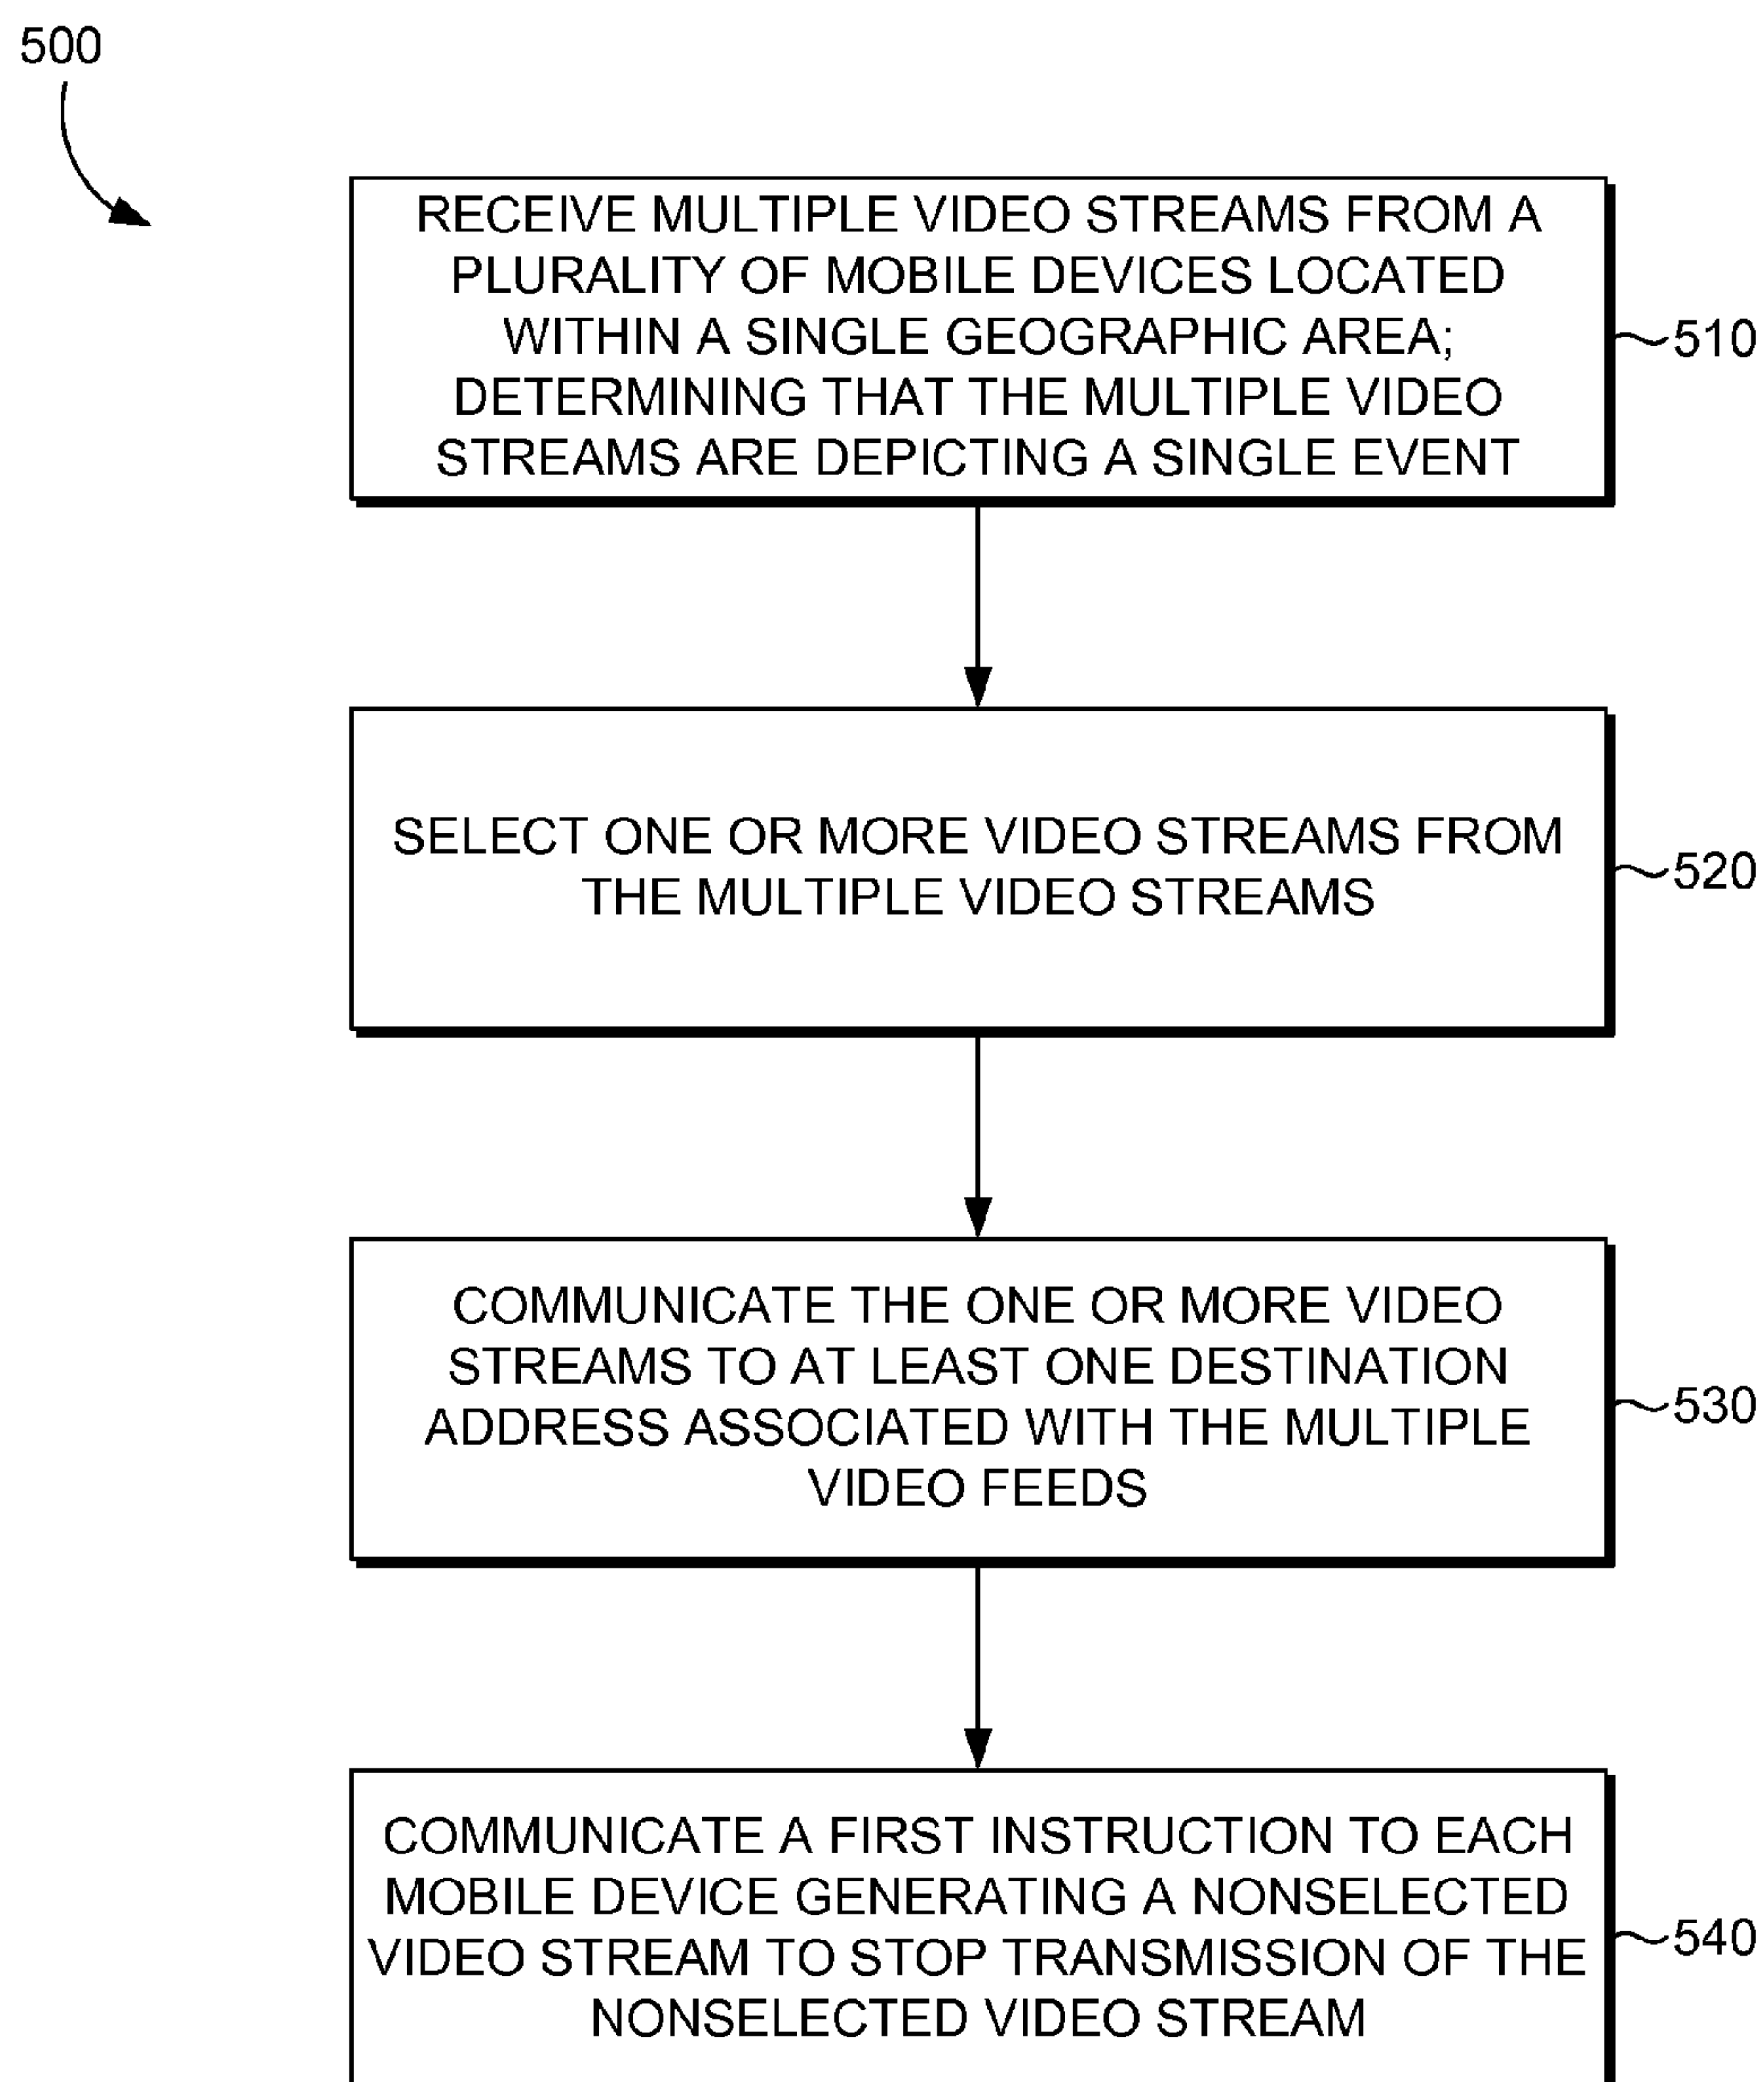 500
RECEIVE MULTIPLE VIDEO STREAMS FROM A
PLURALITY OF MOBILE DEVICES LOCATED
WITHIN A SINGLE GEOGRAPHIC AREA;
DETERMINING THAT THE MULTIPLE VIDEO
STREAMS ARE DEPICTING A SINGLE EVENT
510
SELECT ONE OR MORE VIDEO STREAMS FROM
THE MULTIPLE VIDEO STREAMS
520
COMMUNICATE THE ONE OR MORE VIDEO
STREAMS TO AT LEAST ONE DESTINATION
ADDRESS ASSOCIATED WITH THE MULTIPLE
VIDEO FEEDS
530
COMMUNICATE A FIRST INSTRUCTION TO EACH
MOBILE DEVICE GENERATING A NONSELECTED
VIDEO STREAM TO STOP TRANSMISSION OF THE
NONSELECTED VIDEO STREAM
540